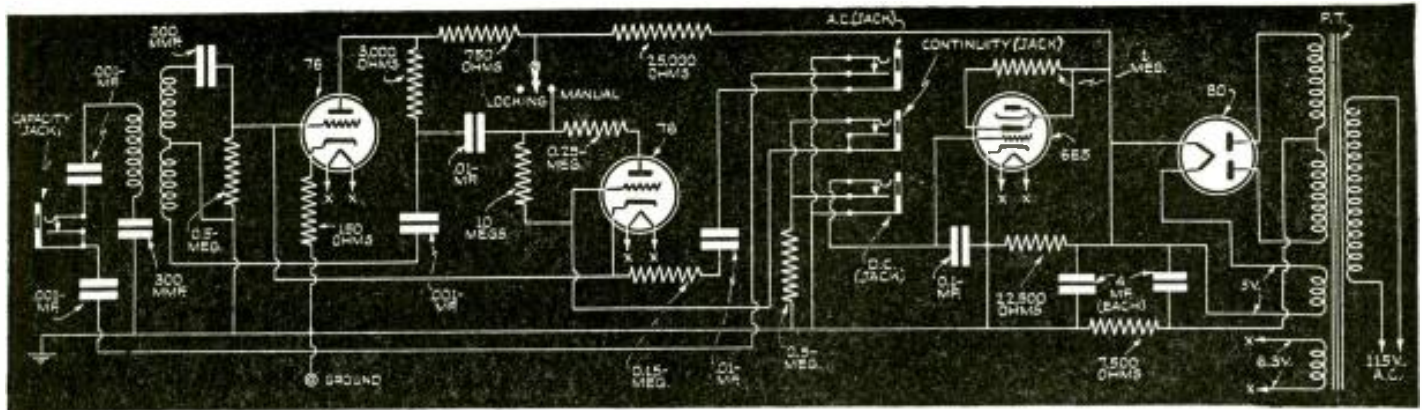 CAPACITY
JACK,
.001-
MF.
300
MMF.
.001-
MF.
300
MMF.
0.5-
MEG.
76
150
OHMS
GROUND
3,000
OHMS
750
OHMS
LOCKING
MANUAL
.01-
MF.
.001-
MF.
10
MEGS.
0.25-
MEG.
25,000
OHMS
76
0.15-
MEG.
.01-
MF.
A.C.(JACK)
CONTINUITY(JACK)
D.C.
(JACK)
0.5-
MEG.
1
MEG.
6E5
0.1-
MF.
22,500
OHMS
4
MF.
(EACH)
7,500
OHMS
80
P.T.
5V.
X
6.3V.
X
115V.
A.C.
X X
X X
X X